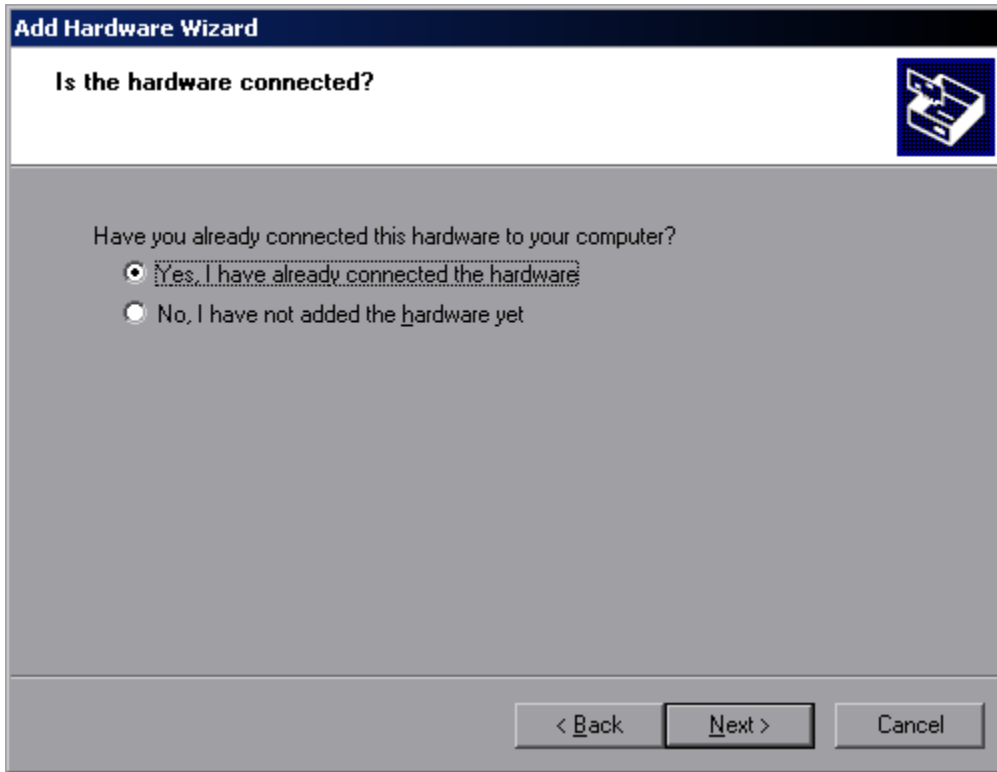 Add Hardware Wizard
Is the hardware connected?
Have you already connected this hardware to your computer?
Yes, I have already connected the hardware
No, I have not added the hardware yet
< Back Next > Cancel